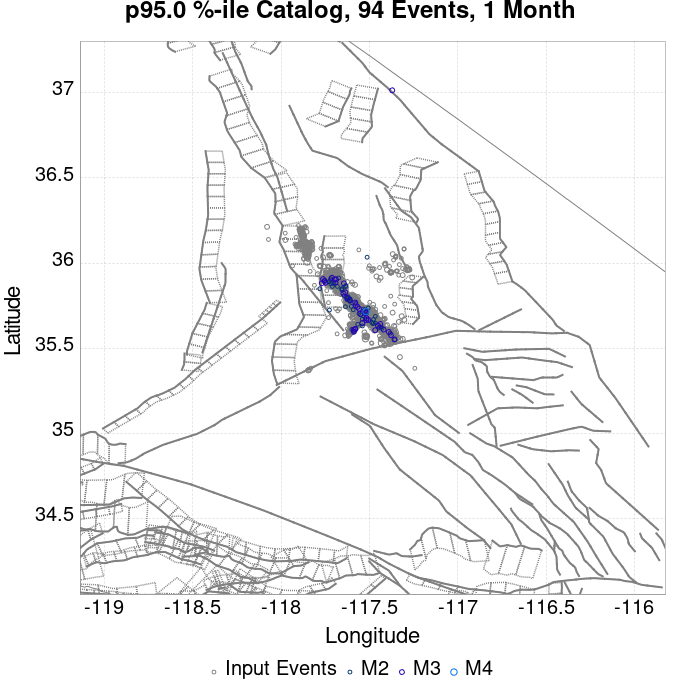 p95.0 %-ile Catalog, 94 Events, 1 Month
37
36.5
36
35.5
35
34.5
Latitude
-119 -118.5 -118 -117.5 -117 -116.5 -116
Longitude
Input Events M2 M3 M4